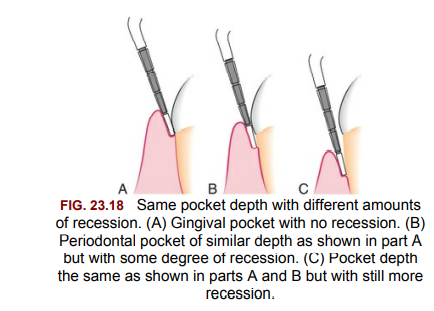 A B C
FIG. 23.18 Same pocket depth with different amounts
of recession. (A) Gingival pocket with no recession. (B)
Periodontal pocket of similar depth as shown in part A
but with some degree of recession. (C) Pocket depth
the same as shown in parts A and B but with still more
recession.